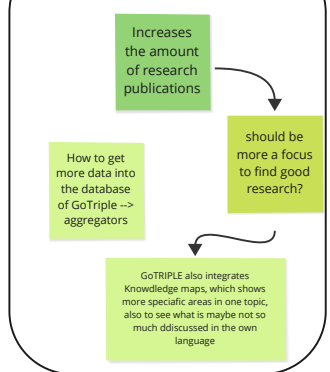 Increases
the amount
of research
publications
should be
more a focus
to find good
research?
How to get
more data into
the database
of GoTriple -->
aggregators
GoTRIPLE also integrates
Knowldedge maps, which shows
more speciafic areas in one topic,
also to see what is maybe not so
much ddiscussed in the own
language